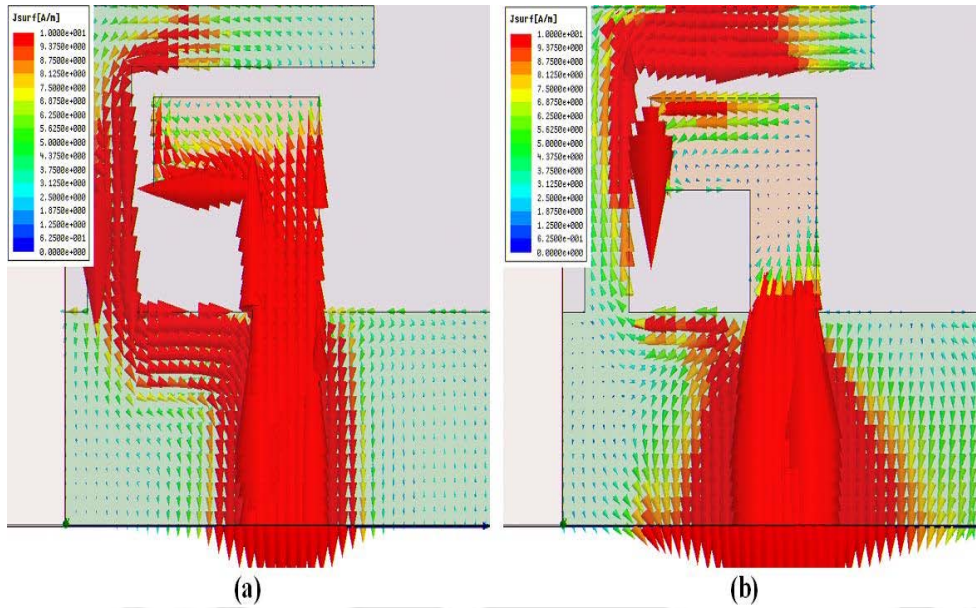 Jsurf[A/m]
1.0000e+001
9.3750e+000
8.7500e+000
8.1250e+000
7.5000e+000
6.8750e+000
6.2500e+000
5.6250e+000
5.0000e+000
4.3750e+000
3.7500e+000
3.1250e+000
2.5000e+000
1.8750e+000
1.2500e+000
6.2500e-001
0.0000e+000
Jsurf[A/m]
1.0000e+001
9.3750e+000
8.7500e+000
8.1250e+000
7.5000e+000
6.8750e+000
6.2500e+000
5.6250e+000
5.0000e+000
4.3750e+000
3.7500e+000
3.1250e+000
2.5000e+000
1.8750e+000
1.2500e+000
6.2500e-001
0.0000e+000
(a)
(b)